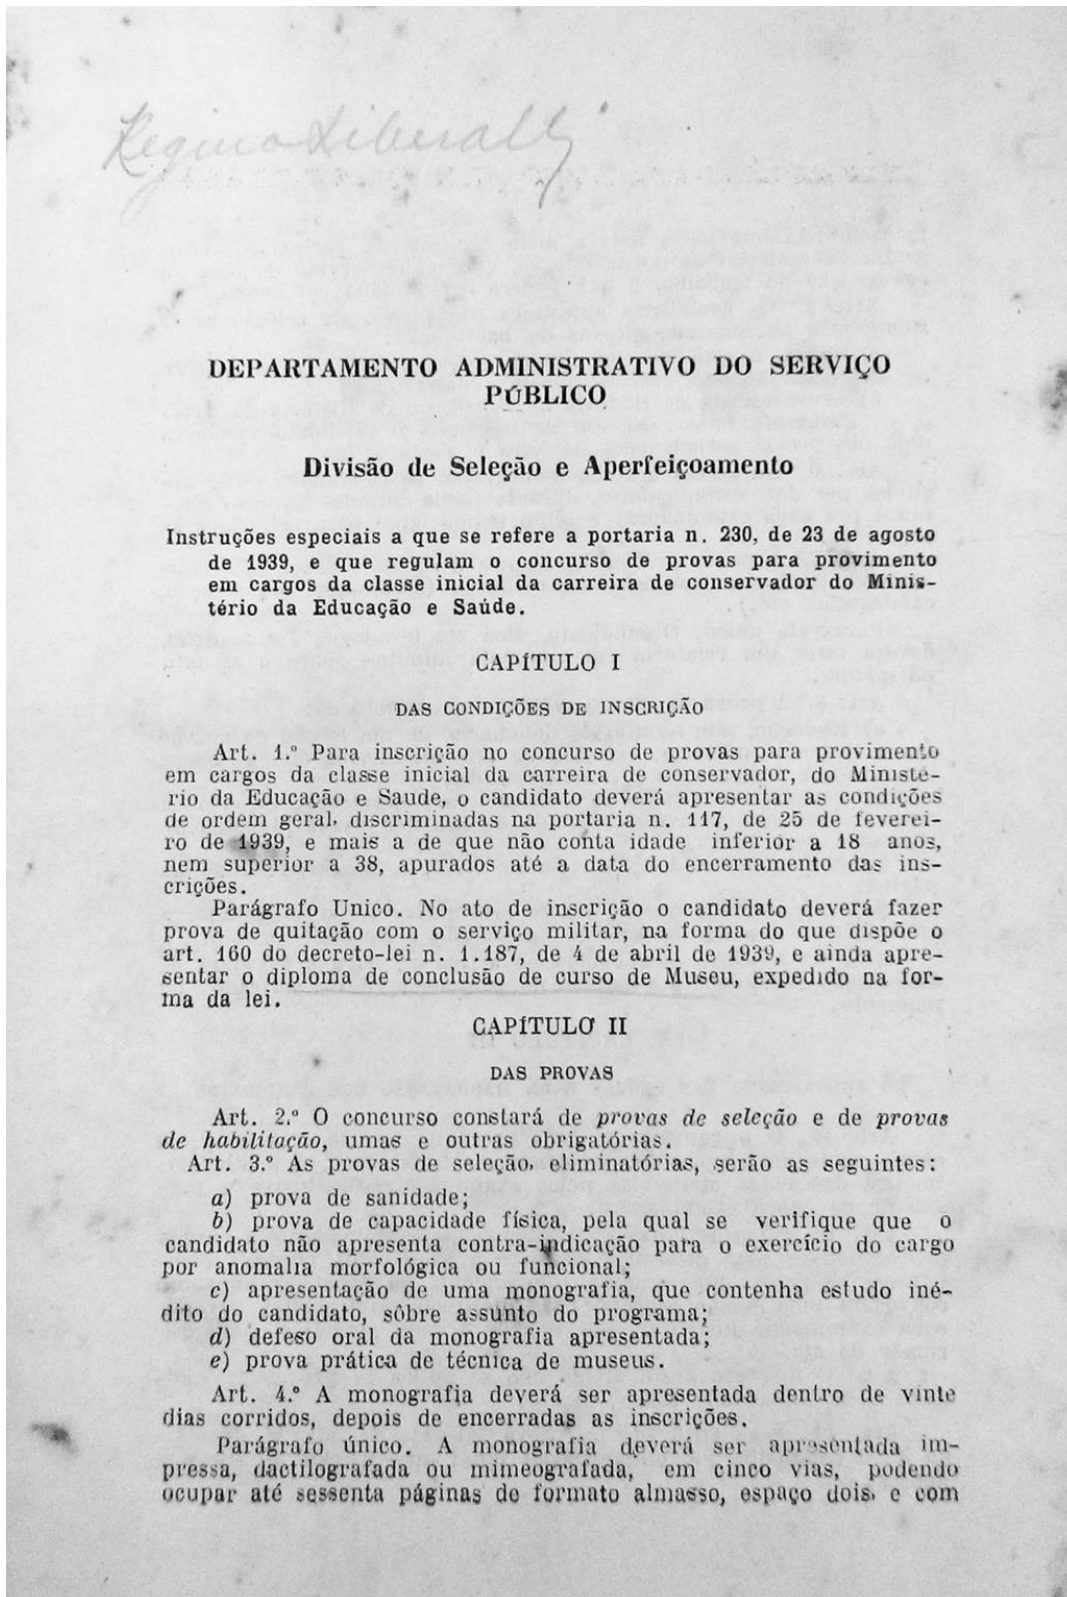 Regina Liberalli
DEPARTAMENTO ADMINISTRATIVO DO SERVIÇO
PÚBLICO
Divisão de Seleção e Aperfeiçoamento
Instruções especiais a que se refere a portaria n. 230, de 23 de agosto
de 1939, e que regulam o concurso de provas para provimento
em cargos da classe inicial da carreira de conservador do Minis-
tério da Educação e Saúde.
CAPÍTULO I
DAS CONDIÇÕES DE INSCRIÇÃO
Art. 1.º Para inscrição no concurso de provas para provimento
em cargos da classe inicial da carreira de conservador, do Ministé-
rio da Educação e Saude, o candidato deverá apresentar as condições
de ordem geral, discriminadas na portaria n. 117, de 25 de feverei-
ro de 1939, e mais a de que não conta idade inferior a 18 anos,
nem superior a 38, apurados até a data do encerramento das ins-
crições.
Parágrafo Unico. No ato de inscrição o candidato deverá fazer
prova de quitação com o serviço militar, na forma do que dispõe o
art. 160 do decreto-lei n. 1.187, de 4 de abril de 1939, e ainda apre-
sentar o diploma de conclusão de curso de Museu, expedido na for-
ma da lei.
CAPÍTULO II
DAS PROVAS
Art. 2.º O concurso constará de provas de seleção e de provas
de habilitação, umas e outras obrigatórias.
Art. 3.º As provas de seleção, eliminatórias, serão as seguintes:
a) prova de sanidade;
b) prova de capacidade física, pela qual se verifique que o
candidato não apresenta contra-indicação para o exercício do cargo
por anomalia morfológica ou funcional;
c) apresentação de uma monografia, que contenha estudo iné-
dito do candidato, sôbre assunto do programa;
d) defeso oral da monografia apresentada;
e) prova prática de técnica de museus.
Art. 4.º A monografia deverá ser apresentada dentro de vinte
dias corridos, depois de encerradas as inscrições.
Parágrafo único. A monografia deverá ser apresentada im-
pressa, dactilografada ou mimeografada, em cinco vias, podendo
ocupar até sessenta páginas de formato almasso, espaço dois, e com